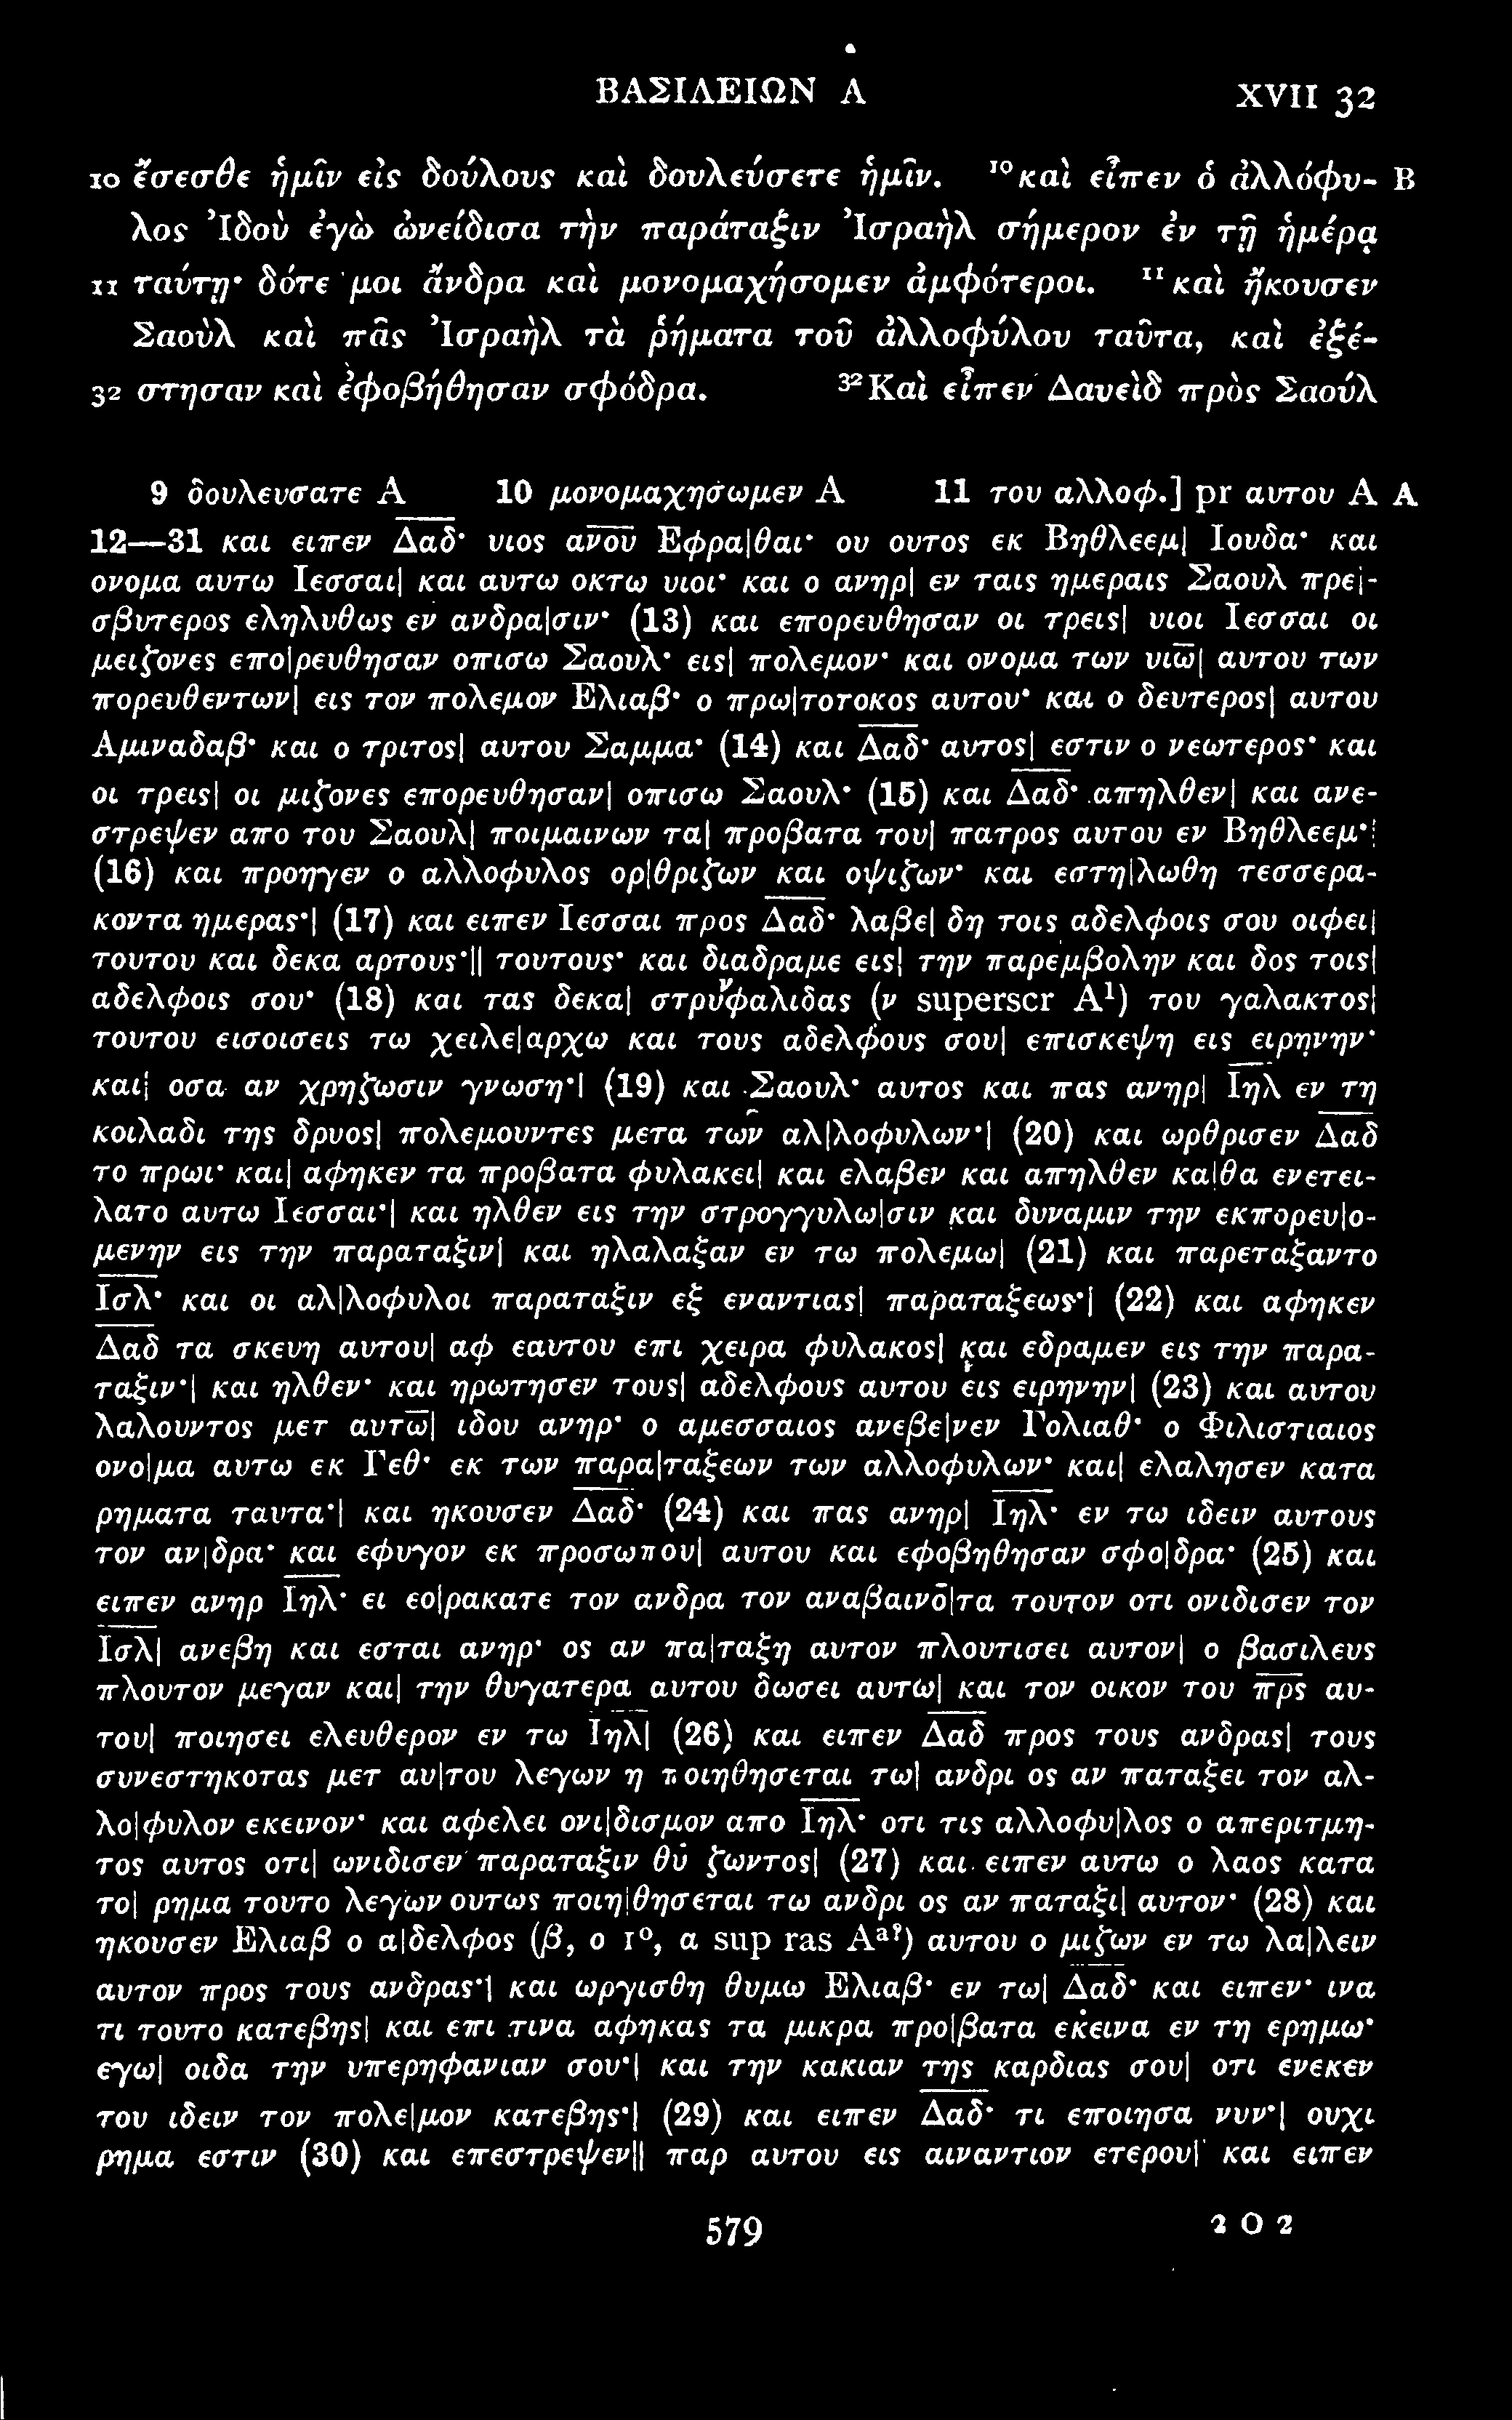 ΒΑΣΙΛΕΙΩΝ Α XVII 32
10 ἔσεσθε ἡμῖν εἰς δούλους καὶ δουλεύσετε ἡμῖν. ¹⁰καὶ εἶπεν ὁ ἀλλόφυ- B
λος Ἰδοὺ ἐγὼ ὠνείδισα τὴν παράταξιν Ἰσραὴλ σήμερον ἐν τῇ ἡμέρᾳ
11 ταύτῃ· δότε μοι ἄνδρα καὶ μονομαχήσομεν ἀμφότεροι. ¹¹καὶ ἤκουσεν
Σαοὺλ καὶ πᾶς Ἰσραὴλ τὰ ῥήματα τοῦ ἀλλοφύλου ταῦτα, καὶ ἐξέ-
32 στησαν καὶ ἐφοβήθησαν σφόδρα. ³²Καὶ εἶπεν Δαυεὶδ πρὸς Σαούλ
9 δουλευσατε A 10 μονομαχησωμεν A 11 του αλλοφ.] pr αυτου A A
12—31 και ειπεν Δαδ· υιος ανου Εφρα|θαι· ου ουτος εκ Βηθλεεμ| Ιουδα· και
ονομα αυτω Ιεσσαι| και αυτω οκτω υιοι· και ο ανηρ| εν ταις ημεραις Σαουλ πρε|-
σβυτερος εληλυθως εν ανδρα|σιν· (13) και επορευθησαν οι τρεις| υιοι Ιεσσαι οι
μειζονες επο|ρευθησαν οπισω Σαουλ· εις| πολεμον· και ονομα των υιω̅| αυτου των
πορευθεντων| εις τον πολεμον Ελιαβ· ο πρω|τοτοκος αυτου· και ο δευτερος| αυτου
Αμιναδαβ· και ο τριτος| αυτου Σαμμα· (14) και Δαδ· αυτος| εστιν ο νεωτερος· και
οι τρεις| οι μιζονες επορευθησαν| οπισω Σαουλ· (15) και Δαδ· απηλθεν| και ανε-
στρεψεν απο του Σαουλ| ποιμαινων τα| προβατα του| πατρος αυτου εν Βηθλεεμ·|
(16) και προηγεν ο αλλοφυλος ορ|θριζων και οψιζων· και εστη|λωθη τεσσερα-
κοντα ημερας·| (17) και ειπεν Ιεσσαι προς Δαδ· λαβε| δη τοις αδελφοις σου οιφει|
τουτου και δεκα αρτους·|| τουτους· και διαδραμε εις| την παρεμβολην και δος τοις|
αδελφοις σου· (18) και τας δεκα| στρυφαλιδας (ν superscr A¹) του γαλακτος|
τουτου εισοισεις τω χειλε|αρχω και τους αδελφους σου| επισκεψη εις ειρηνην·
και| οσα αν χρηζωσιν γνωση·| (19) και Σαουλ· αυτος και πας ανηρ| Ιηλ εν τη
κοιλαδι της δρυος| πολεμουντες μετα των αλ|λοφυλων·| (20) και ωρθρισεν Δαδ
το πρωι· και| αφηκεν τα προβατα φυλακει| και ελαβεν και απηλθεν κα|θα ενετει-
λατο αυτω Ιεσσαι·| και ηλθεν εις την στρογγυλω|σιν και δυναμιν την εκπορευ|ο-
μενην εις την παραταξιν| και ηλαλαξαν εν τω πολεμω| (21) και παρεταξαντο
Ισλ· και οι αλ|λοφυλοι παραταξιν εξ εναντιας| παραταξεως·| (22) και αφηκεν
Δαδ τα σκευη αυτου| αφ εαυτου επι χειρα φυλακος| και εδραμεν εις την παρα-
ταξιν·| και ηλθεν· και ηρωτησεν τους| αδελφους αυτου εις ειρηνην| (23) και αυτου
λαλουντος μετ αυτω̅| ιδου ανηρ· ο αμεσσαιος ανεβε|νεν Γολιαθ· ο Φιλιστιαιος
ονο|μα αυτω εκ Γεθ· εκ των παρα|ταξεων των αλλοφυλων· και| ελαλησεν κατα
ρηματα ταυτα·| και ηκουσεν Δαδ· (24) και πας ανηρ| Ιηλ· εν τω ιδειν αυτους
τον αν|δρα· και εφυγον εκ προσωπου| αυτου και εφοβηθησαν σφο|δρα· (25) και
ειπεν ανηρ Ιηλ· ει εο|ρακατε τον ανδρα τον αναβαινο̅|τα τουτον οτι ονιδισεν τον
Ισλ| ανεβη και εσται ανηρ· ος αν πα|ταξη αυτον πλουτισει αυτον| ο βασιλευς
πλουτον μεγαν και| την θυγατερα αυτου δωσει αυτω| και τον οικον του πρς αυ-
του| ποιησει ελευθερον εν τω Ιηλ| (26) και ειπεν Δαδ προς τους ανδρας| τους
συνεστηκοτας μετ αυ|του λεγων η ποιηθησεται τω| ανδρι ος αν παταξει τον αλ-
λο|φυλον εκεινον· και αφελει ονι|δισμον απο Ιηλ· οτι τις αλλοφυ|λος ο απεριτμη-
τος αυτος οτι| ωνιδισεν παραταξιν θυ ζωντος| (27) και ειπεν αυτω ο λαος κατα
το| ρημα τουτο λεγων ουτως ποιη|θησεται τω ανδρι ος αν παταξι| αυτον· (28) και
ηκουσεν Ελιαβ ο α|δελφος (β, ο 1°, α sup ras Aᵃ?) αυτου ο μιζων εν τω λα|λειν
αυτον προς τους ανδρας·| και ωργισθη θυμω Ελιαβ· εν τω| Δαδ· και ειπεν· ινα
τι τουτο κατεβης| και επι τινα αφηκας τα μικρα προ|βατα εκεινα εν τη ερημω·
εγω| οιδα την υπερηφανιαν σου·| και την κακιαν της καρδιας σου| οτι ενεκεν
του ιδειν τον πολε|μον κατεβης·| (29) και ειπεν Δαδ· τι εποιησα νυν·| ουχι
ρημα εστιν (30) και επεστρεψεν|| παρ αυτου εις αιναντιον ετερου| και ειπεν
579 2 O 2